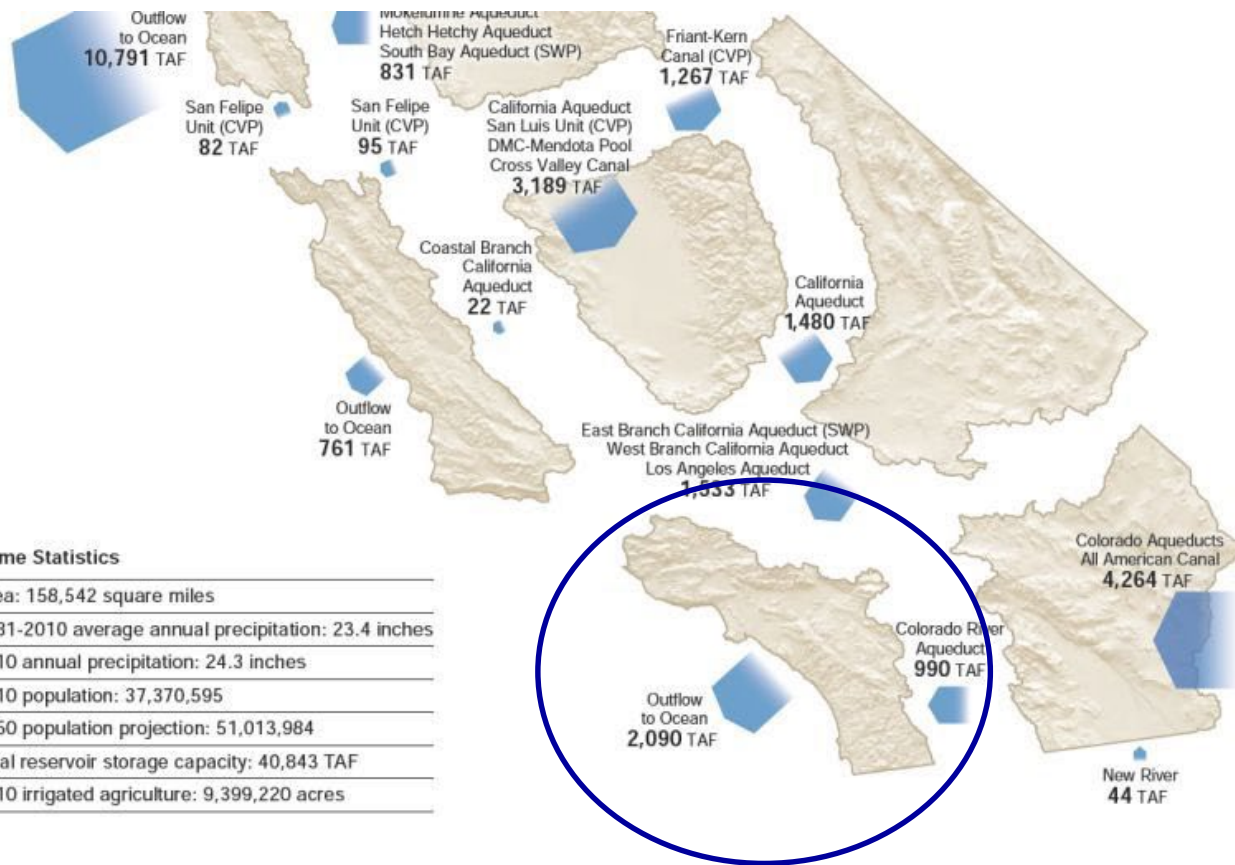 Outflow
to Ocean
10,791 TAF
Mokelumne Aqueduct
Hetch Hetchy Aqueduct
South Bay Aqueduct (SWP)
831 TAF
Friant-Kern
Canal (CVP)
1,267 TAF
San Felipe
Unit (CVP)
82 TAF
San Felipe
Unit (CVP)
95 TAF
California Aqueduct
San Luis Unit (CVP)
DMC-Mendota Pool
Cross Valley Canal
3,189 TAF
Coastal Branch
California
Aqueduct
22 TAF
California
Aqueduct
1,480 TAF
Outflow
to Ocean
761 TAF
East Branch California Aqueduct (SWP)
West Branch California Aqueduct
Los Angeles Aqueduct
1,533 TAF
Colorado Aqueducts
All American Canal
4,264 TAF
Colorado River
Aqueduct
990 TAF
Outflow
to Ocean
2,090 TAF
New River
44 TAF
me Statistics
ea: 158,542 square miles
81-2010 average annual precipitation: 23.4 inches
10 annual precipitation: 24.3 inches
10 population: 37,370,595
50 population projection: 51,013,984
al reservoir storage capacity: 40,843 TAF
10 irrigated agriculture: 9,399,220 acres